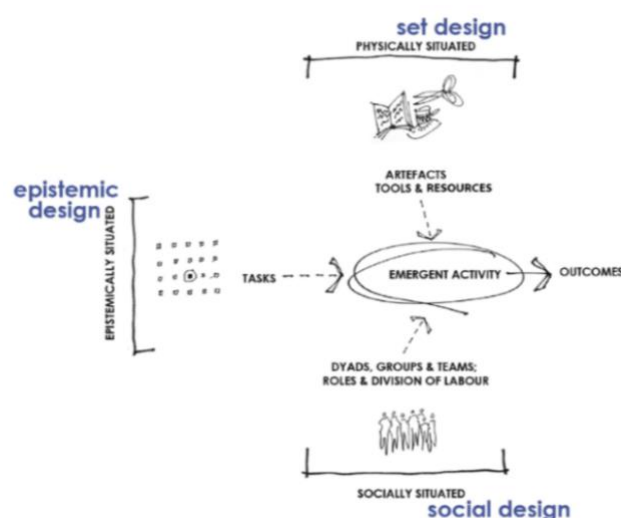 set design
PHYSICALLY SITUATED
ARTEFACTS
TOOLS & RESOURCES
epistemic
design
EPISTEMICALLY SITUATED
TASKS
EMERGENT ACTIVITY
OUTCOMES
DYADS, GROUPS & TEAMS;
ROLES & DIVISION OF LABOUR
SOCIALLY SITUATED
social design